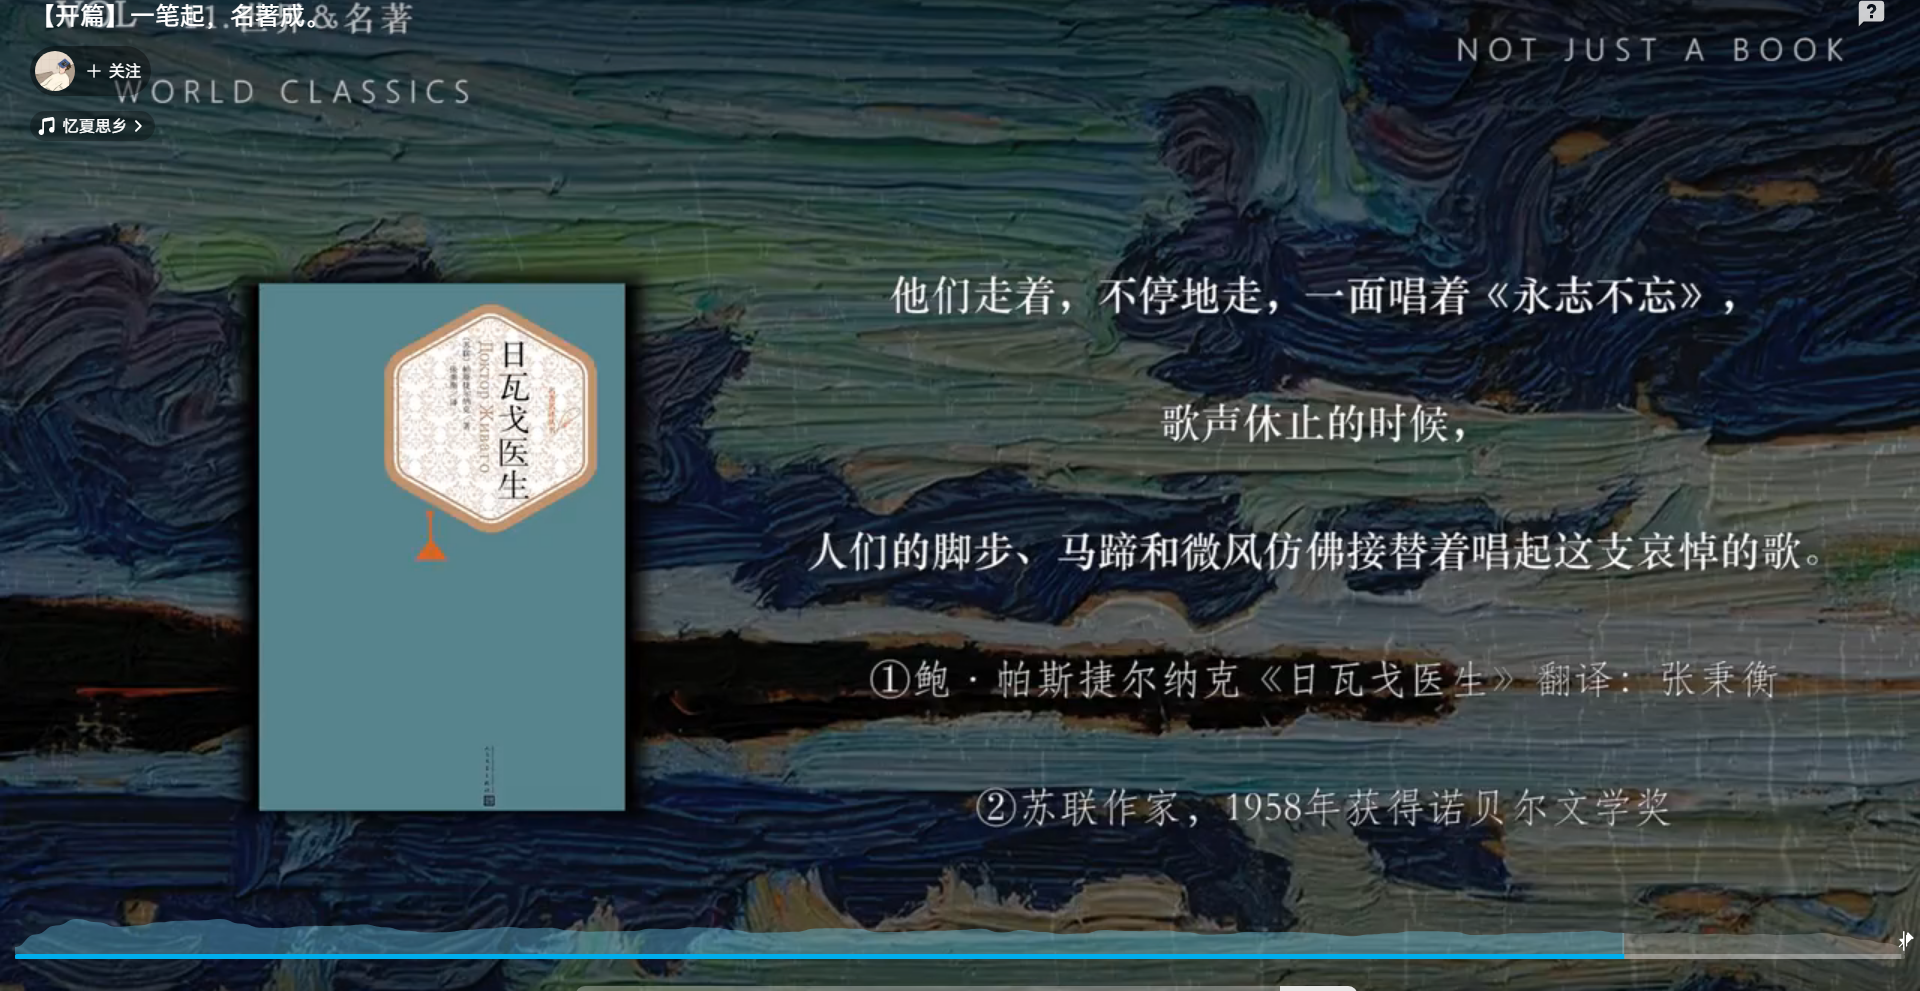 【开篇】一笔起，名著成。
&名著
NOT JUST A BOOK
关注
WORLD CLASSICS
忆夏思乡
日瓦戈医生
Доктор Живаго
他们走着，不停地走，一面唱着《永志不忘》，
歌声休止的时候，
人们的脚步、马蹄和微风仿佛接替着唱起这支哀悼的歌。
①鲍·帕斯捷尔纳克《日瓦戈医生》翻译：张秉衡
②苏联作家，1958年获得诺贝尔文学奖